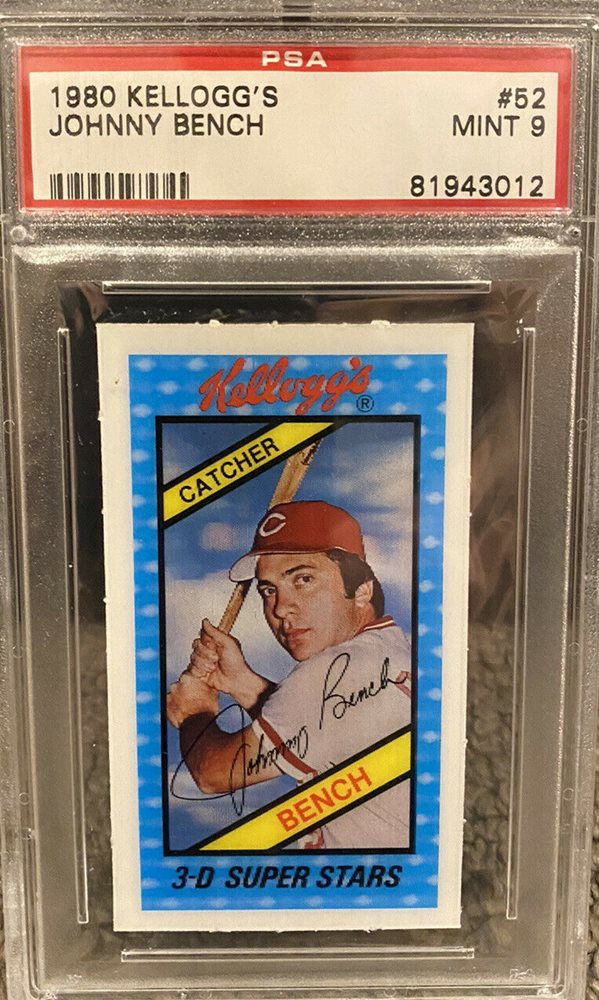 PSA
1980 KELLOGG'S #52
JOHNNY BENCH MINT 9
81943012
Kellogg's®
CATCHER
C
Johnny Bench
BENCH
3-D SUPER STARS